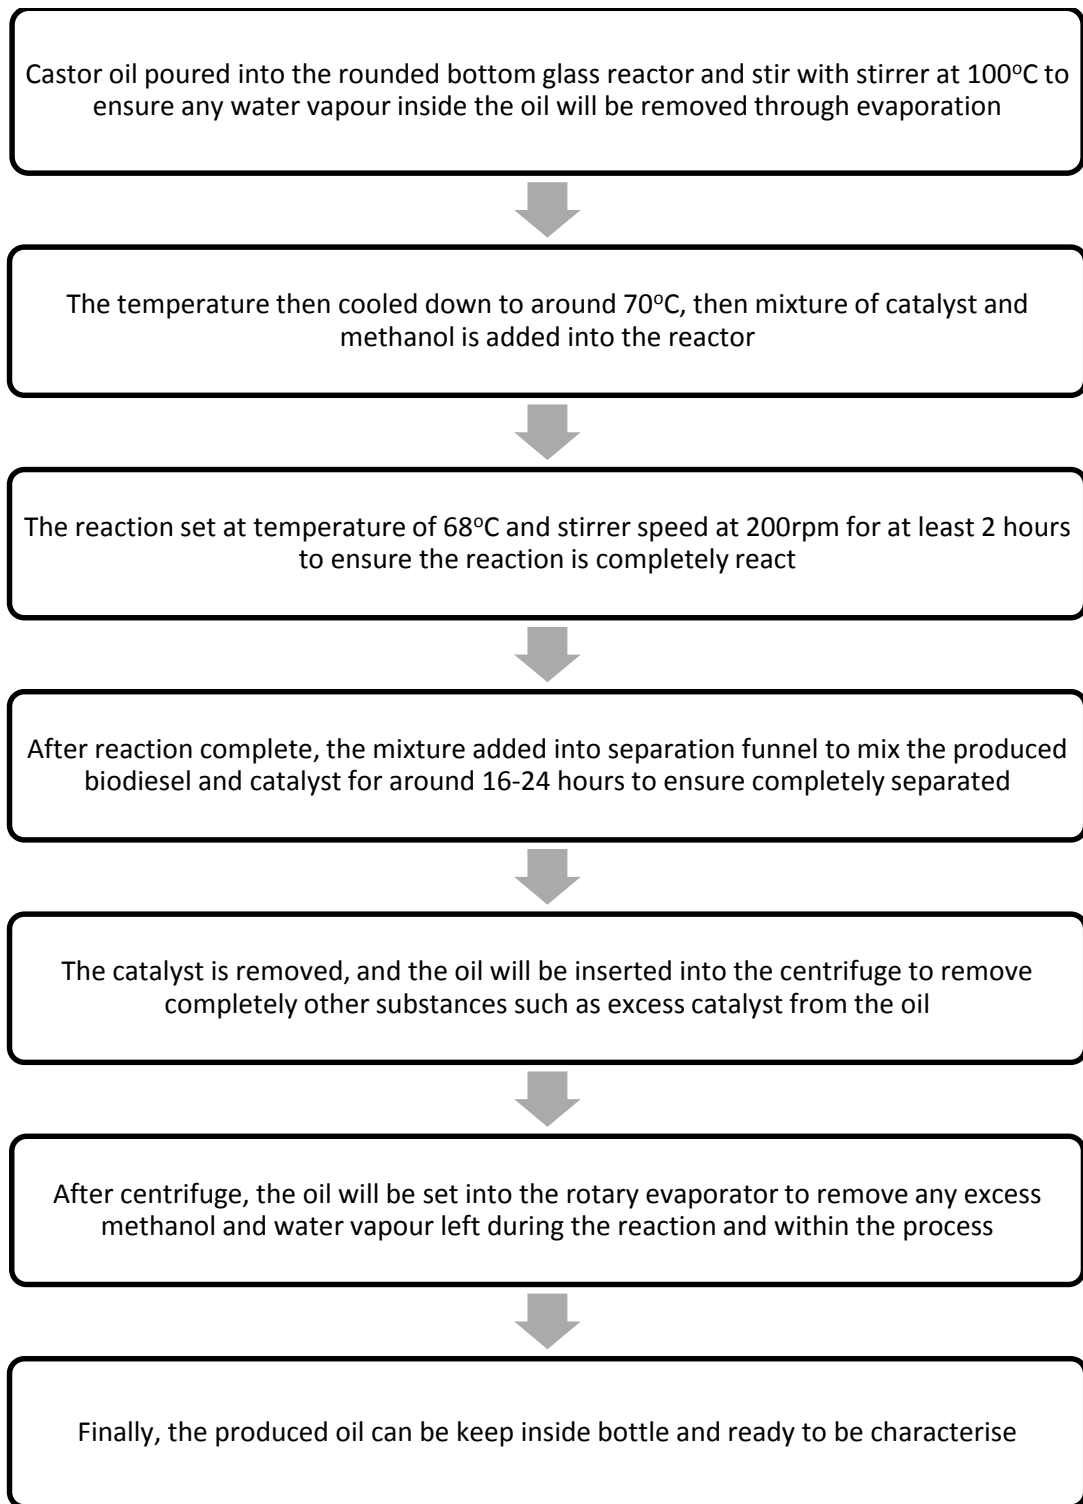 Castor oil poured into the rounded bottom glass reactor and stir with stirrer at 100oC to
ensure any water vapour inside the oil will be removed through evaporation
The temperature then cooled down to around 70oC, then mixture of catalyst and
methanol is added into the reactor
The reaction set at temperature of 68oC and stirrer speed at 200rpm for at least 2 hours
to ensure the reaction is completely react
After reaction complete, the mixture added into separation funnel to mix the produced
biodiesel and catalyst for around 16-24 hours to ensure completely separated
The catalyst is removed, and the oil will be inserted into the centrifuge to remove
completely other substances such as excess catalyst from the oil
After centrifuge, the oil will be set into the rotary evaporator to remove any excess
methanol and water vapour left during the reaction and within the process
Finally, the produced oil can be keep inside bottle and ready to be characterise